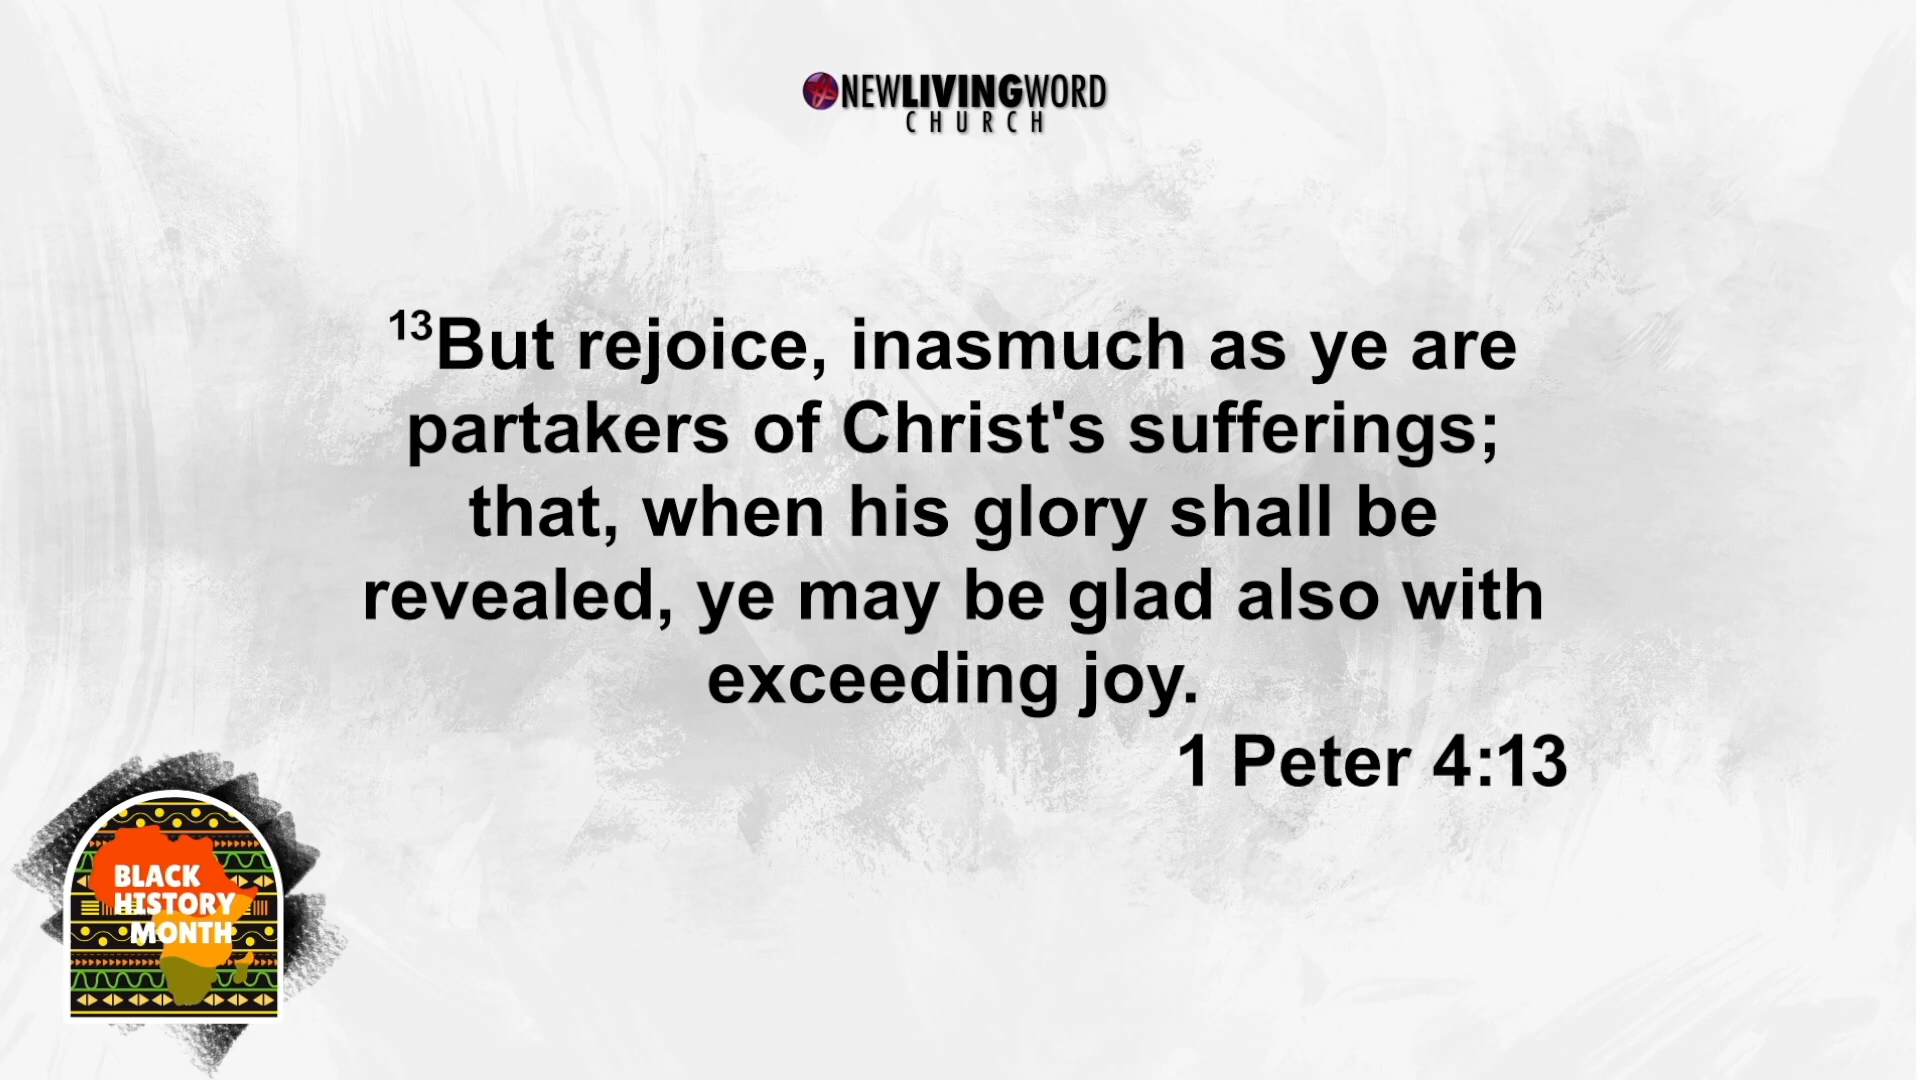 NEWLIVINGWORD
CHURCH
13But rejoice, inasmuch as ye are
partakers of Christ's sufferings;
that, when his glory shall be
revealed, ye may be glad also with
exceeding joy.
1 Peter 4:13
BLACK
HISTORY
MONTH